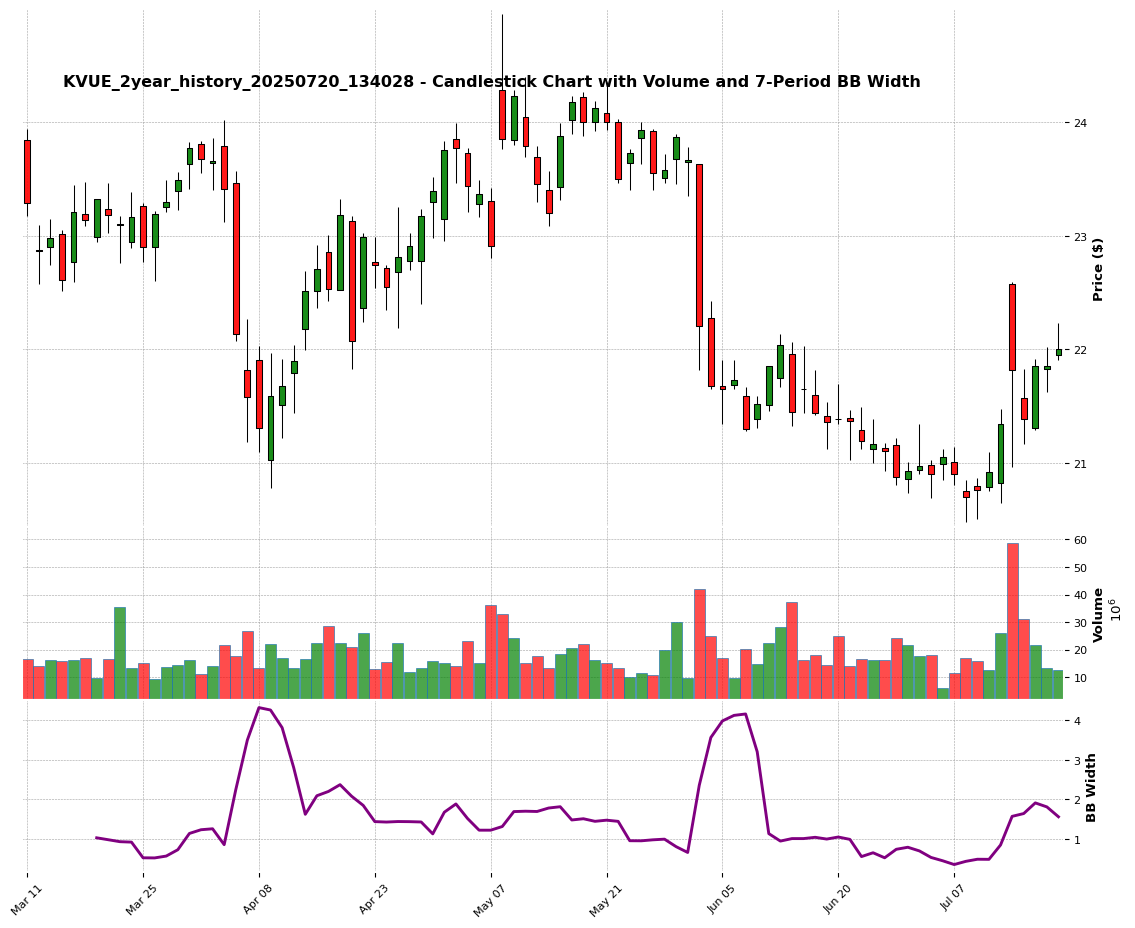 KVUE_2year_history_20250720_134028 - Candlestick Chart with Volume and 7-Period BB Width
24
23
22
21
Price ($)
60
50
40
30
20
10
Volume
10^6
4
3
2
1
BB Width
Mar 11
Mar 25
Apr 08
Apr 23
May 07
May 21
Jun 05
Jun 20
Jul 07